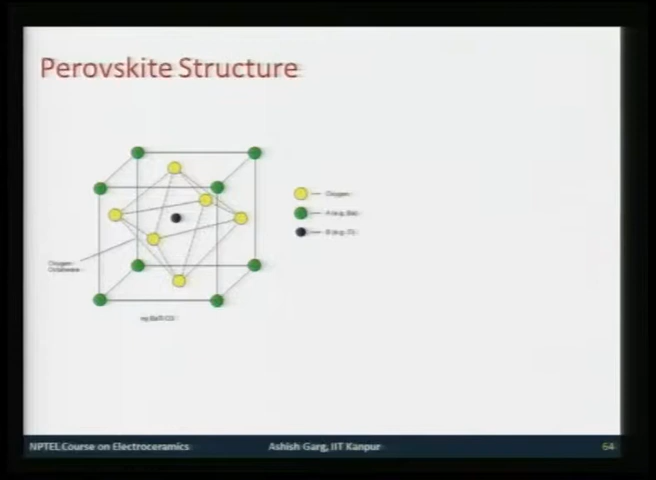 Perovskite Structure
Oxygen
A (e.g. Ba)
B (e.g. Ti)
Oxygen
Octahedra
NPTEL Course on Electroceramics
Ashish Garg, IIT Kanpur
64